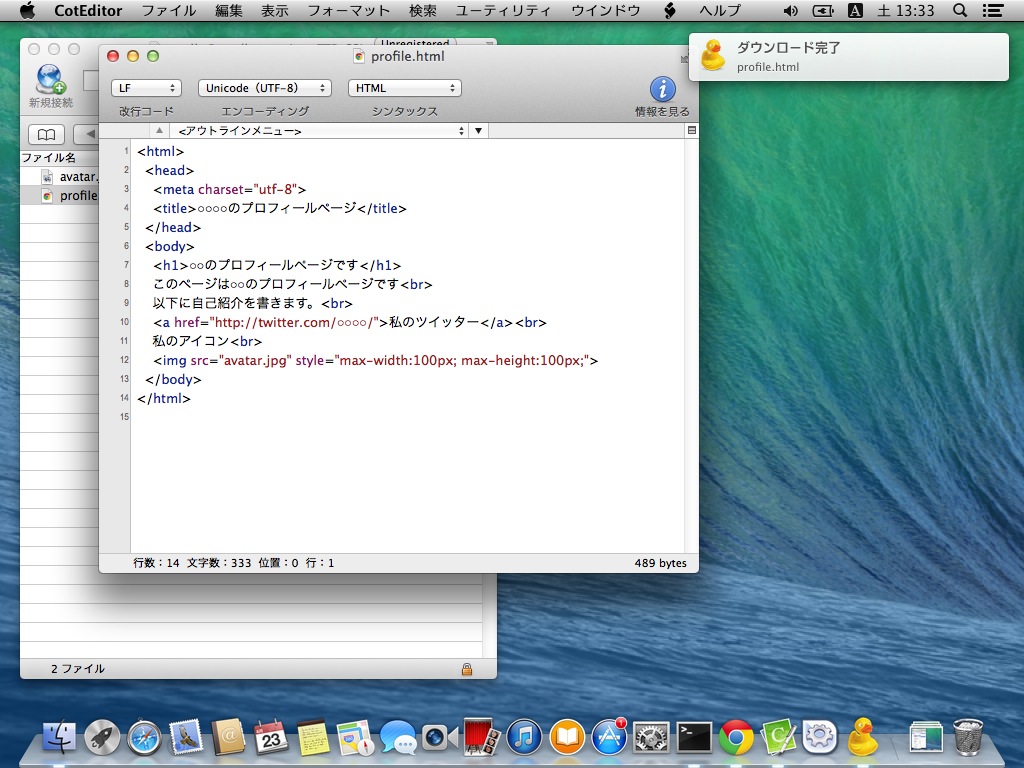 CotEditor ファイル 編集 表示 フォーマット 検索 ユーティリティ ウインドウ ヘルプ A 土 13:33
Unregistered
profile.html
ダウンロード完了
profile.html
LF Unicode（UTF-8） HTML
改行コード エンコーディング シンタックス 情報を見る
新規接続
<アウトラインメニュー>
ファイル名
avatar.
profile
1 <html>
2 <head>
3 <meta charset="utf-8">
4 <title>○○○○のプロフィールページ</title>
5 </head>
6 <body>
7 <h1>○○のプロフィールページです</h1>
8 このページは○○のプロフィールページです<br>
9 以下に自己紹介を書きます。<br>
10 <a href="http://twitter.com/○○○○/">私のツイッター</a><br>
11 私のアイコン<br>
12 <img src="avatar.jpg" style="max-width:100px; max-height:100px;">
13 </body>
14 </html>
15
行数：14 文字数：333 位置：0 行：1 489 bytes
2 ファイル
23
1